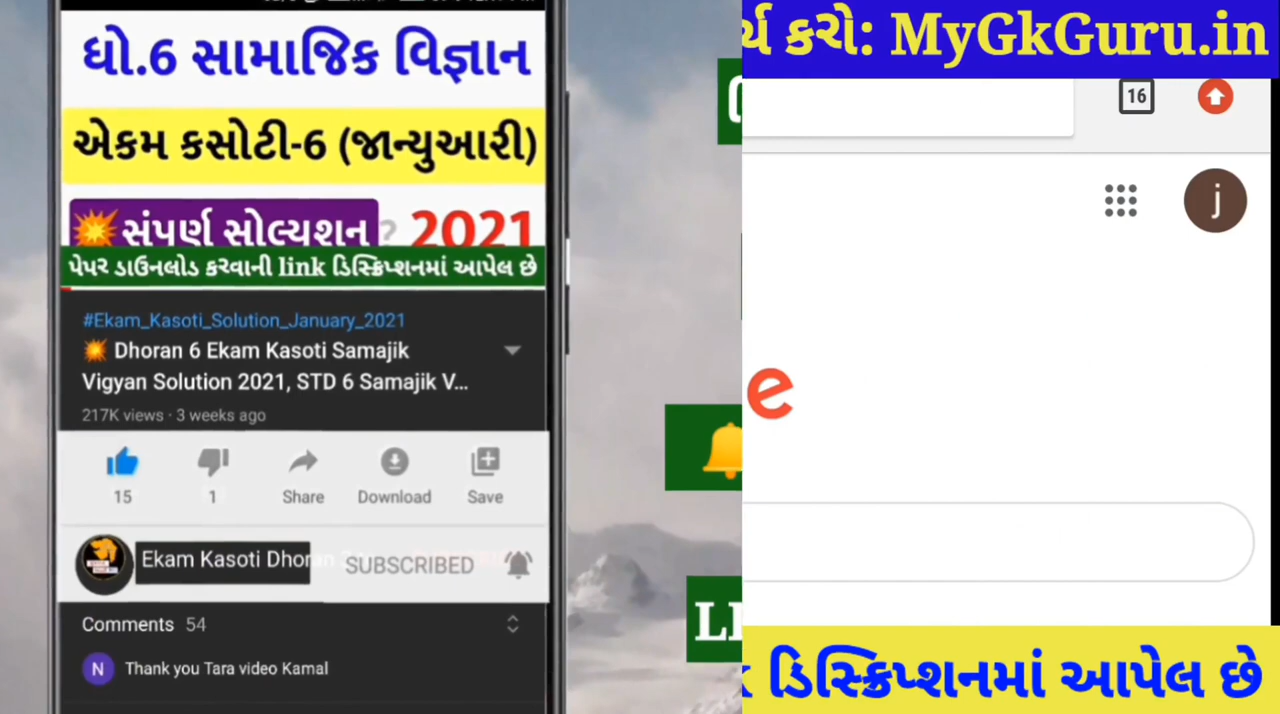 ધો.6 સામાજિક વિજ્ઞાન
એકમ કસોટી-6 (જાન્યુઆરી)
સંપર્ણ સોલ્યશન ? 2021
પેપર ડાઉનલોડ કરવાની link ડિસ્ક્રિપ્શનમાં આપેલ છે
#Ekam_Kasoti_Solution_January_2021
Dhoran 6 Ekam Kasoti Samajik
Vigyan Solution 2021, STD 6 Samajik V...
217K views · 3 weeks ago
15
1
Share
Download
Save
Ekam Kasoti Dhoran
SUBSCRIBED
Comments 54
N
Thank you Tara video Kamal
LI
કરો: MyGkGuru.in
16
j
e
ડિસ્ક્રિપ્શનમાં આપેલ છે